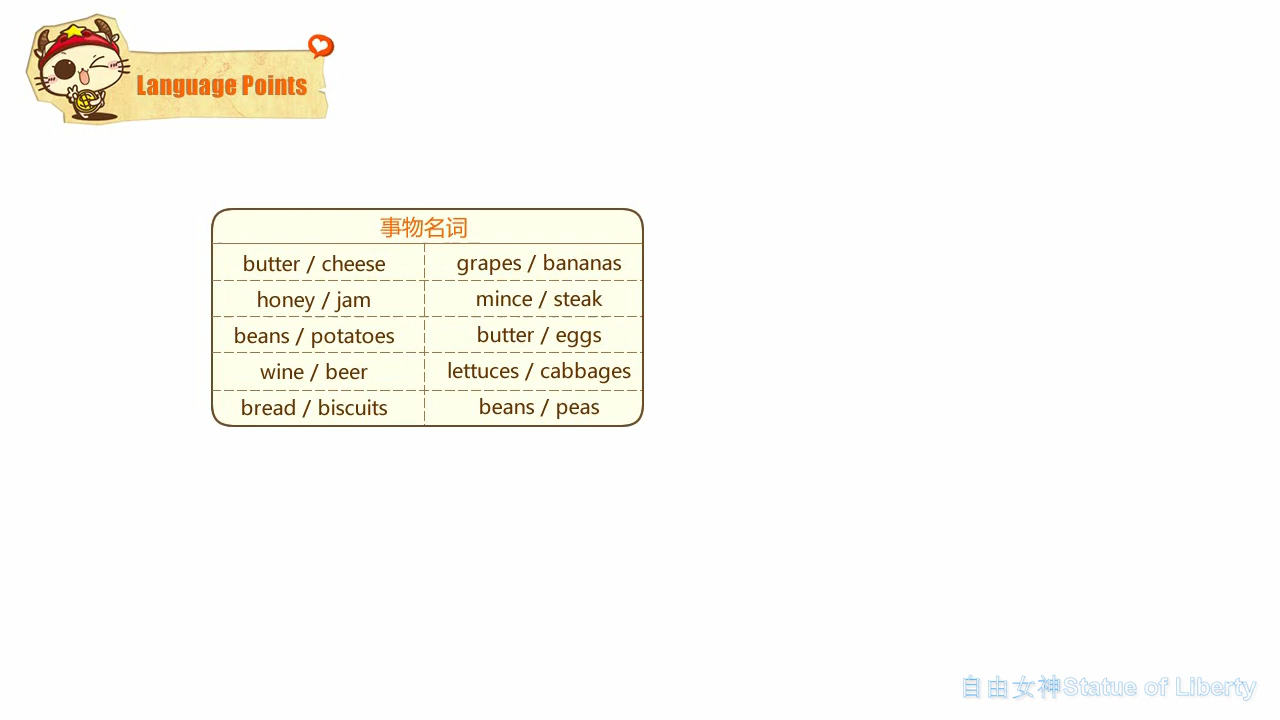 Language Points
事物名词
butter / cheese grapes / bananas
honey / jam mince / steak
beans / potatoes butter / eggs
wine / beer lettuces / cabbages
bread / biscuits beans / peas
自由女神Statue of Liberty